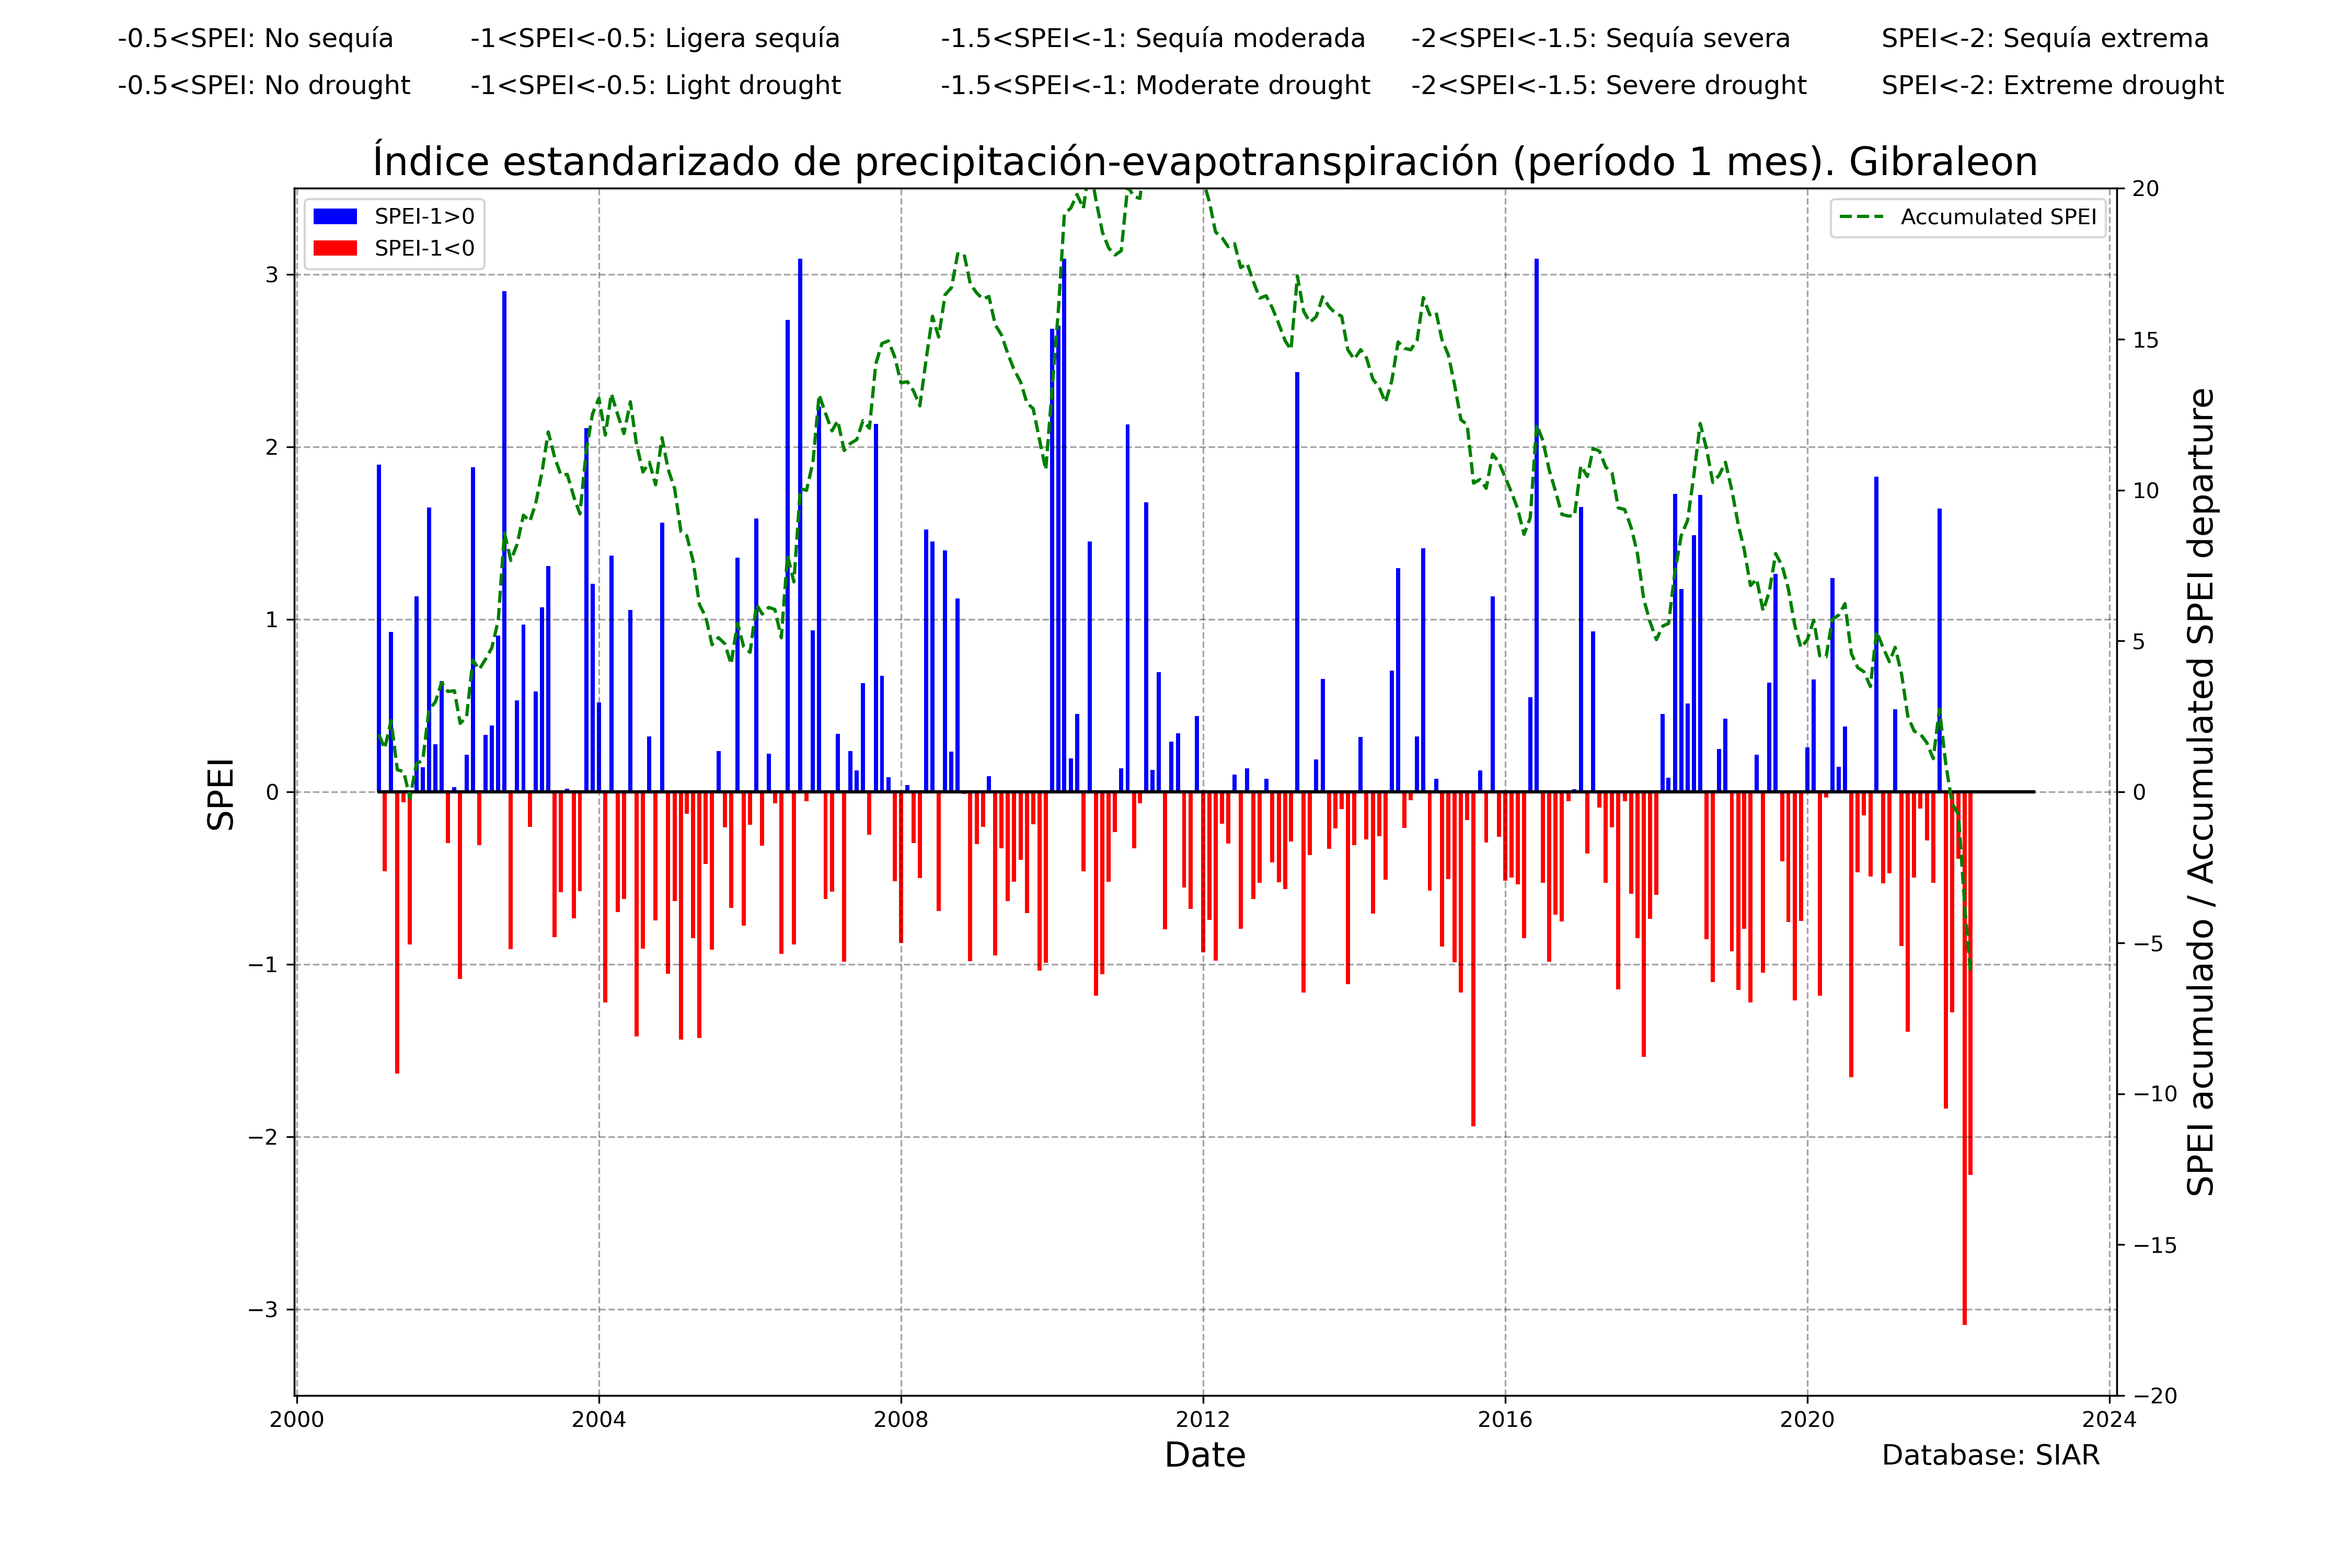 -0.5<SPEI: No sequía -1<SPEI<-0.5: Ligera sequía -1.5<SPEI<-1: Sequía moderada -2<SPEI<-1.5: Sequía severa SPEI<-2: Sequía extrema
-0.5<SPEI: No drought -1<SPEI<-0.5: Light drought -1.5<SPEI<-1: Moderate drought -2<SPEI<-1.5: Severe drought SPEI<-2: Extreme drought
Índice estandarizado de precipitación-evapotranspiración (período 1 mes). Gibraleon
SPEI-1>0
SPEI-1<0
Accumulated SPEI
3
2
1
0
−1
−2
−3
SPEI
20
15
10
5
0
−5
−10
−15
−20
SPEI acumulado / Accumulated SPEI departure
2000 2004 2008 2012 2016 2020 2024
Date
Database: SIAR